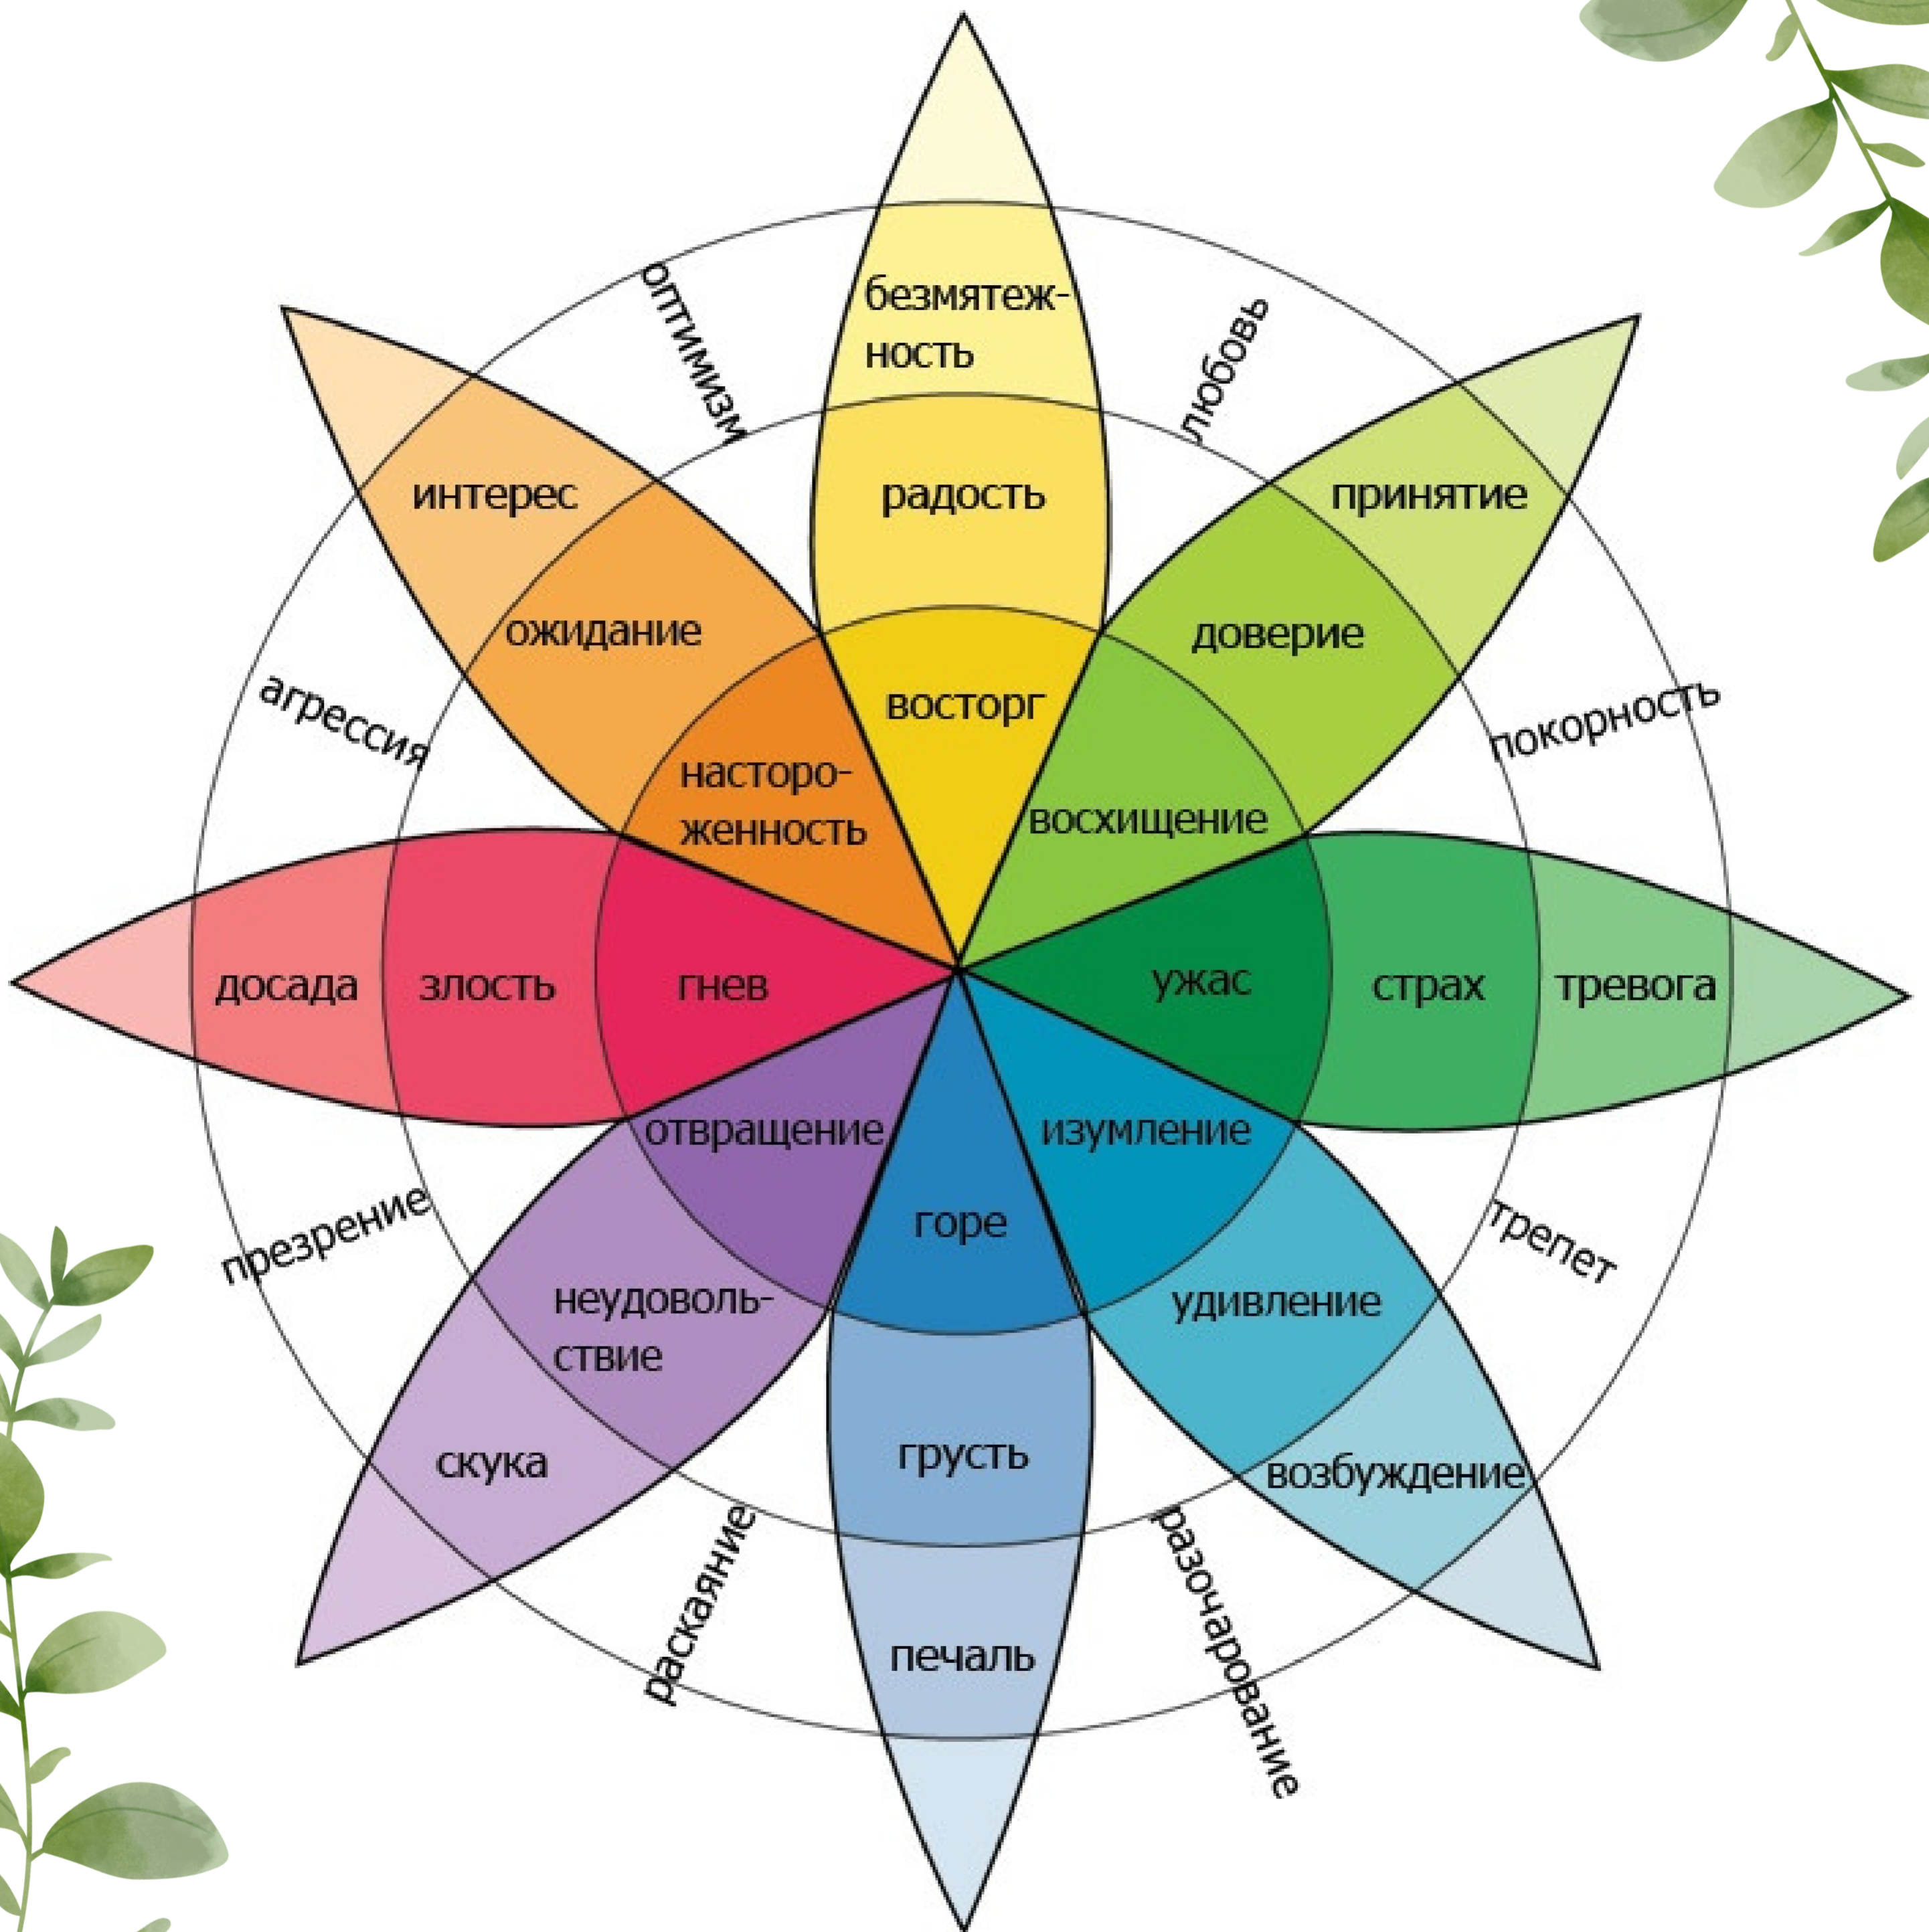 оптимизм
безмятеж-
ность
любовь
интерес
радость
принятие
ожидание
доверие
агрессия
восторг
покорность
насторо-
женность
восхищение
досада
злость
гнев
ужас
страх
тревога
отвращение
изумление
презрение
горе
трепет
неудоволь-
ствие
удивление
скука
грусть
возбуждение
раскаяние
разочарование
печаль